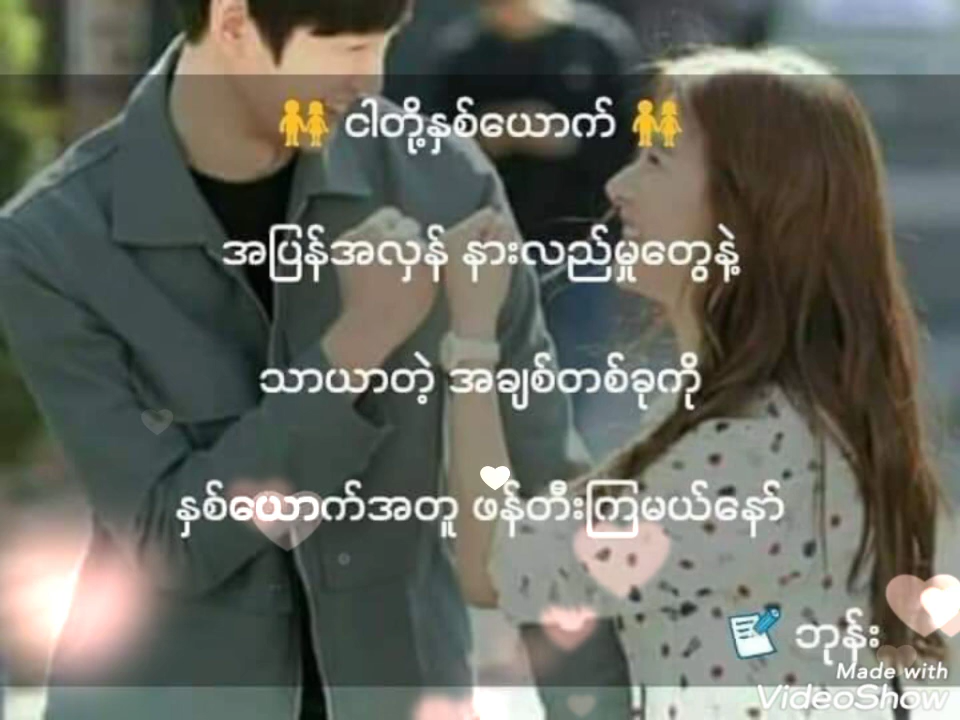 👭 ငါတို့နှစ်ယောက် 👭
အပြန်အလှန် နားလည်မှုတွေနဲ့
သာယာတဲ့ အချစ်တစ်ခုကို
နှစ်ယောက်အတူ ဖန်တီးကြမယ်နော်
📝 ဘုန်း
Made with
VideoShow